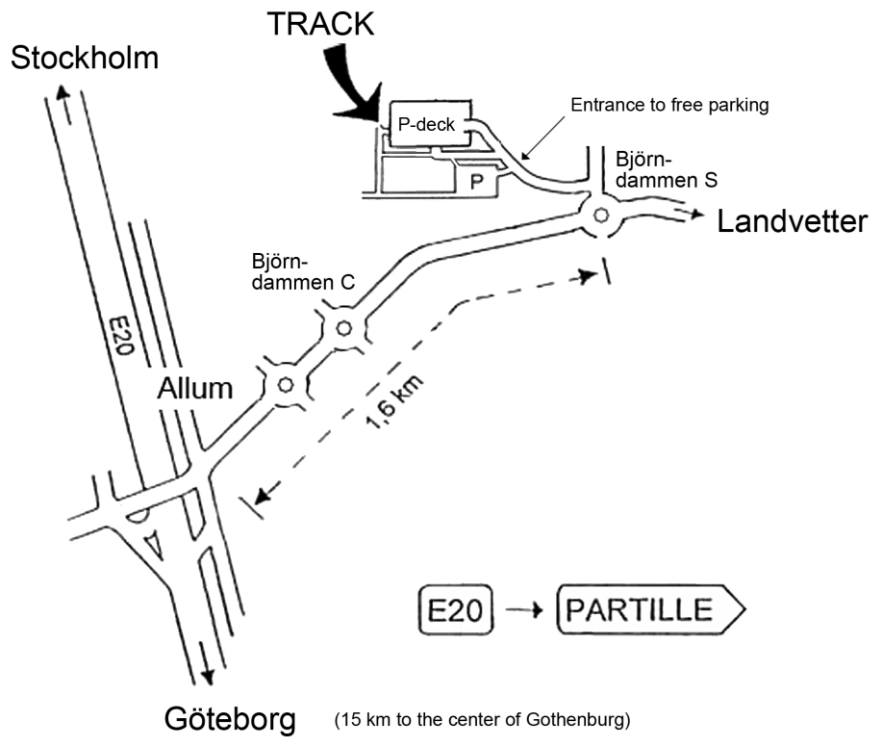 TRACK
Stockholm
P-deck
Entrance to free parking
Björn-
dammen S
P
Landvetter
Björn-
dammen C
E20
Allum
1,6 km
E20
PARTILLE
Göteborg
(15 km to the center of Gothenburg)